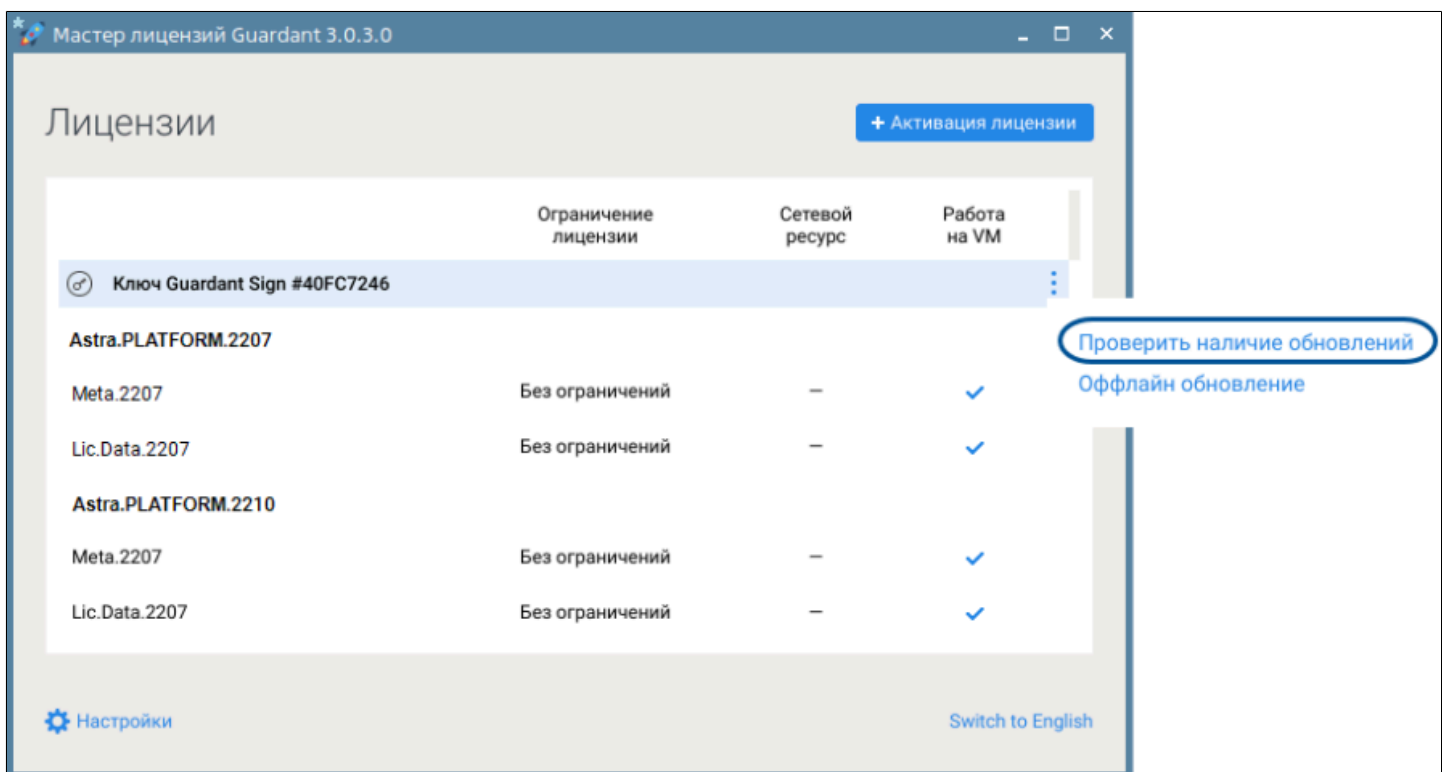 Мастер лицензий Guardant 3.0.3.0
Лицензии
+ Активация лицензии
Ограничение лицензии
Сетевой ресурс
Работа на VM
Ключ Guardant Sign #40FC7246
Astra.PLATFORM.2207
Проверить наличие обновлений
Оффлайн обновление
Meta.2207 Без ограничений — ✓
Lic.Data.2207 Без ограничений — ✓
Astra.PLATFORM.2210
Meta.2207 Без ограничений — ✓
Lic.Data.2207 Без ограничений — ✓
Настройки
Switch to English